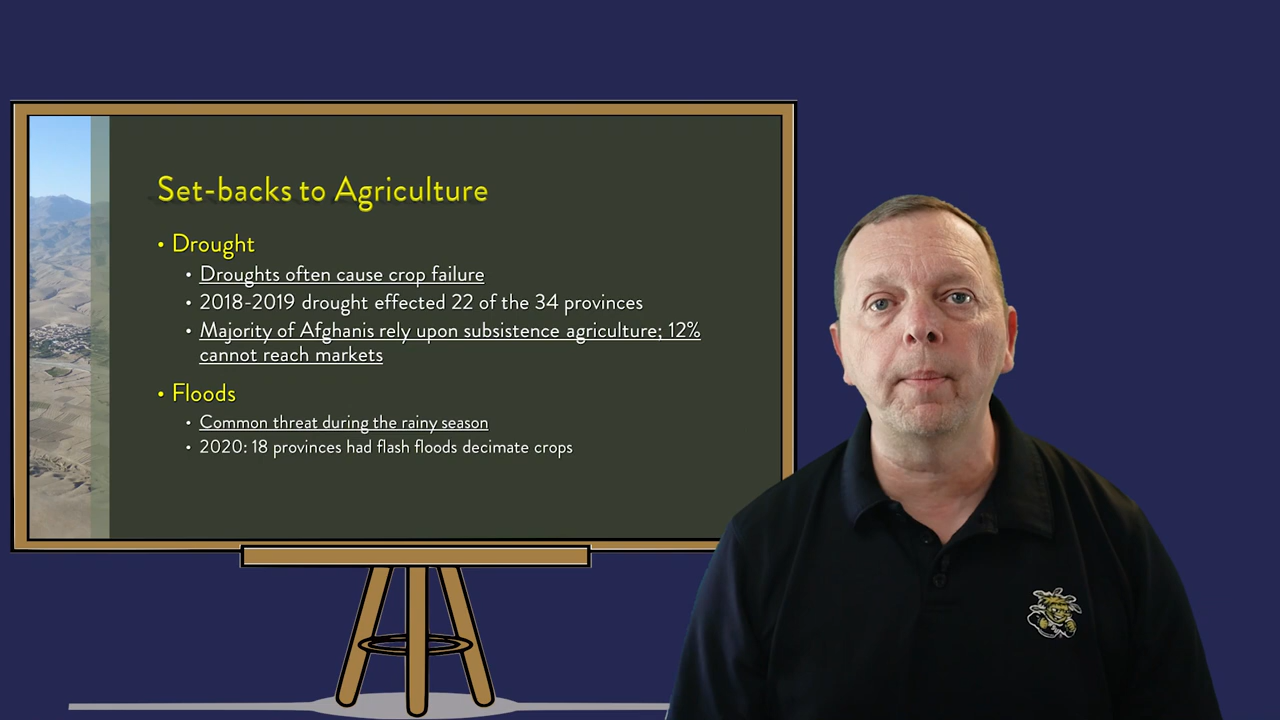 Set-backs to Agriculture
• Drought
• Droughts often cause crop failure
• 2018-2019 drought effected 22 of the 34 provinces
• Majority of Afghanis rely upon subsistence agriculture; 12%
cannot reach markets
• Floods
• Common threat during the rainy season
• 2020: 18 provinces had flash floods decimate crops